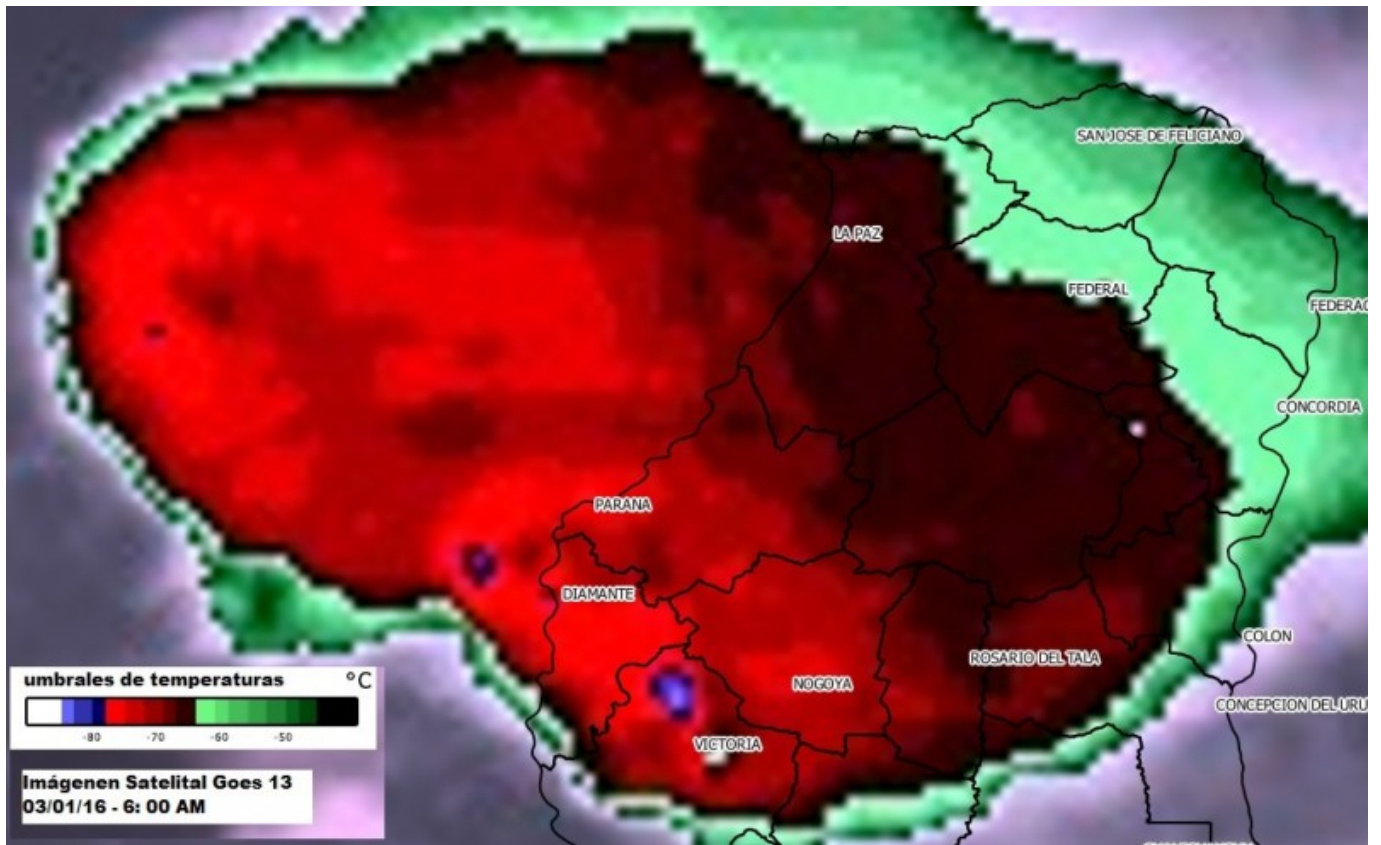 SAN JOSE DE FELICIANO
LA PAZ
FEDERAL
FEDERAC
CONCORDIA
PARANA
DIAMANTE
COLON
ROSARIO DEL TALA
NOGOYA
CONCEPCION DEL URU
VICTORIA
umbrales de temperaturas °C
-80 -70 -60 -50
Imágenen Satelital Goes 13
03/01/16 - 6: 00 AM